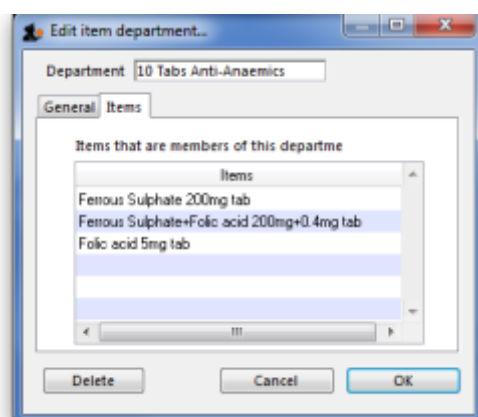 Edit item department...
Department 10 Tabs Anti-Anaemics
General Items
Items that are members of this departme
Items
Ferrous Sulphate 200mg tab
Ferrous Sulphate+Folic acid 200mg+0.4mg tab
Folic acid 5mg tab
Delete Cancel OK